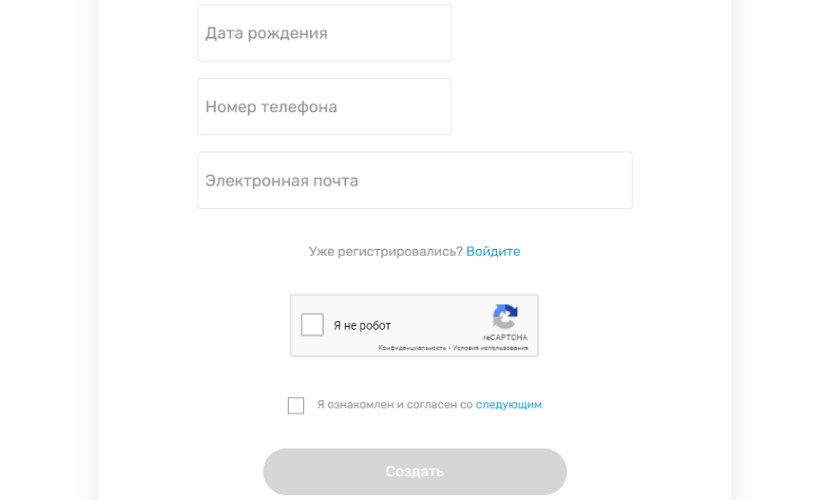 Дата рождения
Номер телефона
Электронная почта
Уже регистрировались? Войдите
Я не робот
reCAPTCHA
Конфиденциальность - Условия использования
Я ознакомлен и согласен со следующим
Создать